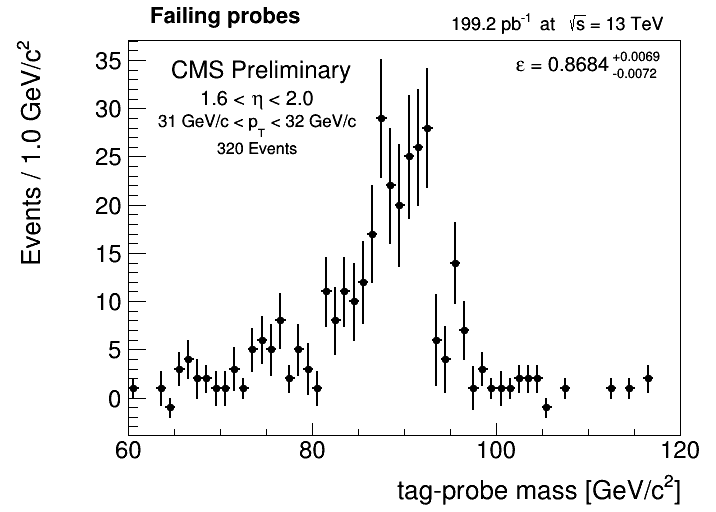 Failing probes
199.2 pb⁻¹ at √s = 13 TeV
CMS Preliminary
1.6 < η < 2.0
31 GeV/c < p_T < 32 GeV/c
320 Events
ε = 0.8684 +0.0069 -0.0072
Events / 1.0 GeV/c²
35
30
25
20
15
10
5
0
60 80 100 120
tag-probe mass [GeV/c²]